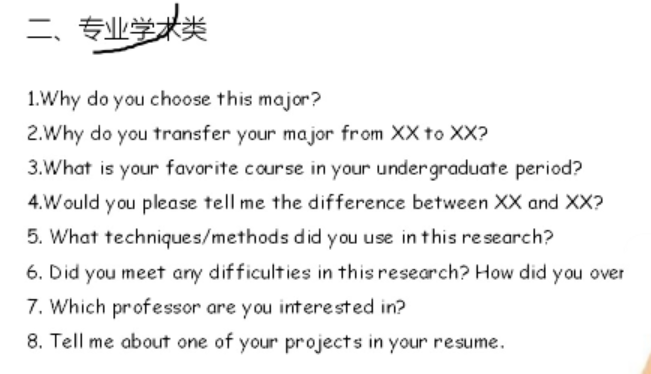 二、专业学术类
1.Why do you choose this major?
2.Why do you transfer your major from XX to XX?
3.What is your favorite course in your undergraduate period?
4.Would you please tell me the difference between XX and XX?
5. What techniques/methods did you use in this research?
6. Did you meet any difficulties in this research? How did you over
7. Which professor are you interested in?
8. Tell me about one of your projects in your resume.